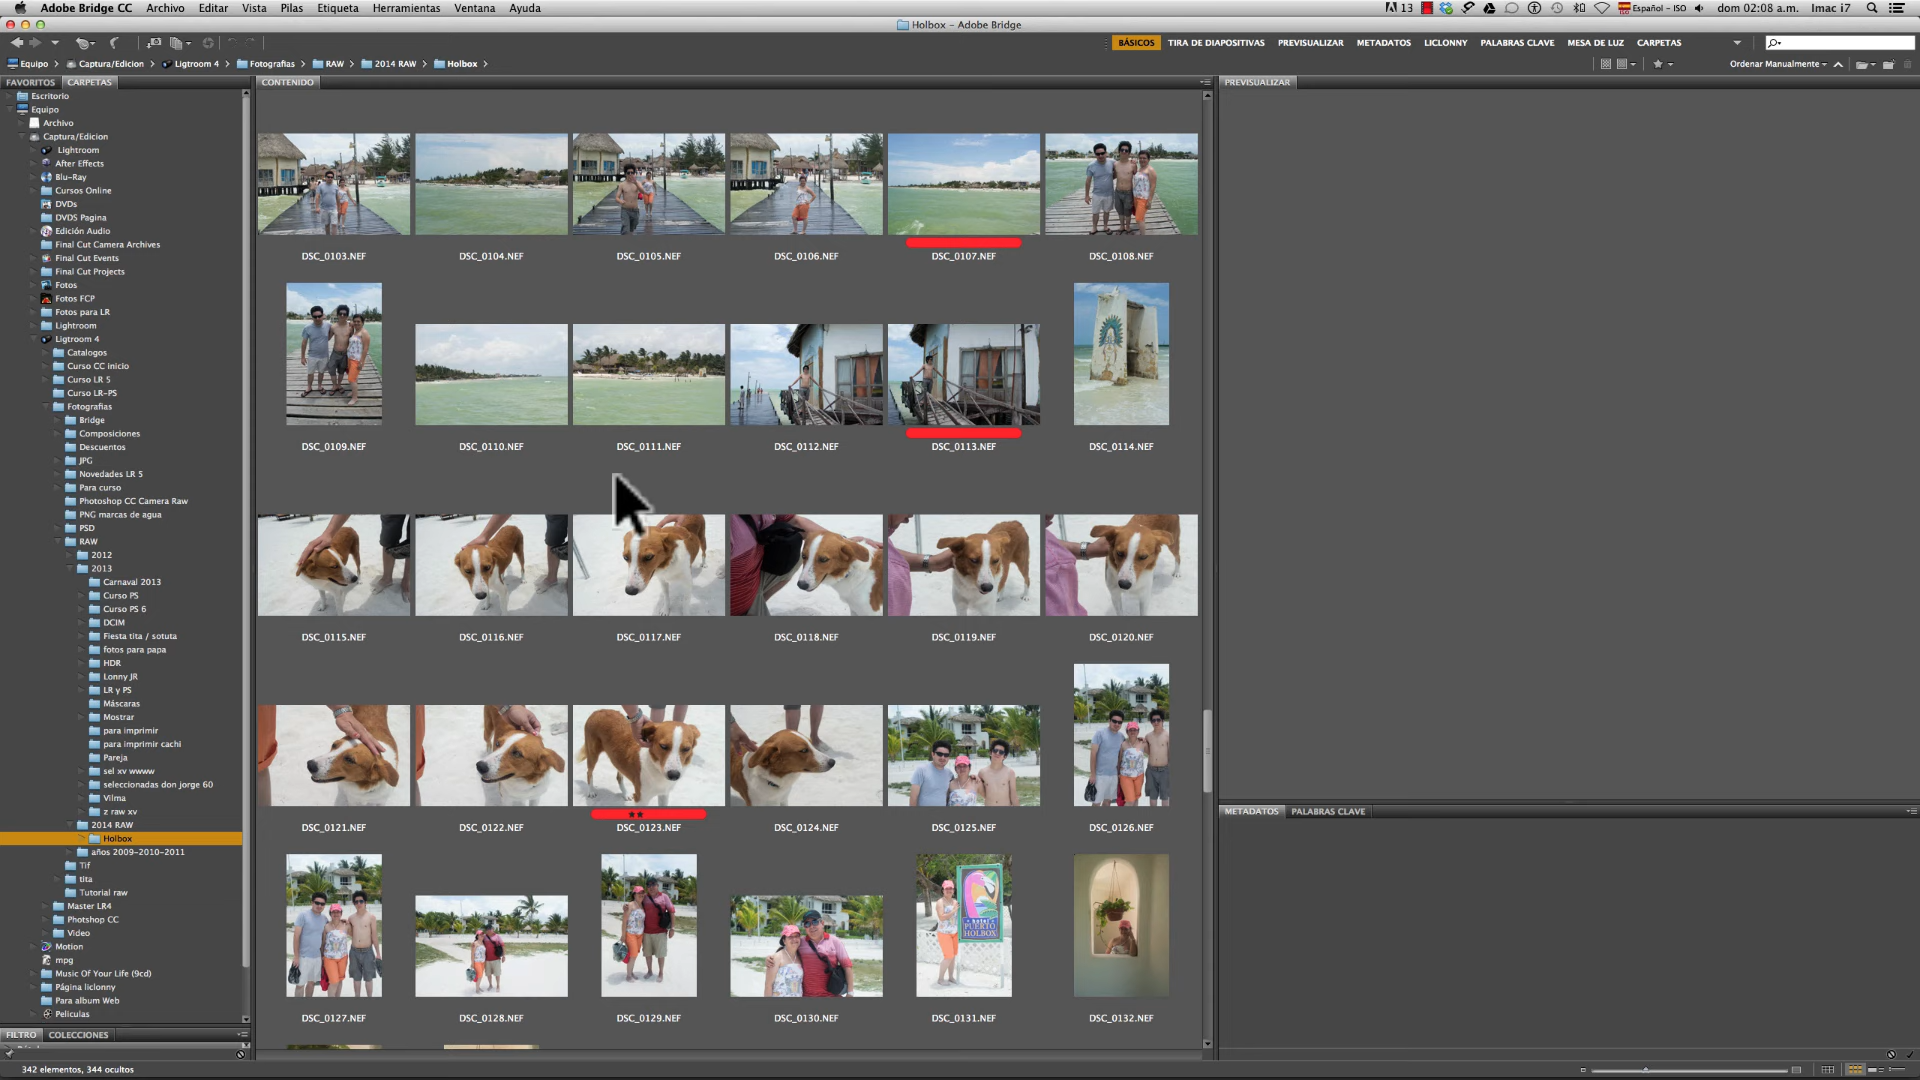 Adobe Bridge CC Archivo Editar Vista Pilas Etiqueta Herramientas Ventana Ayuda 13 Español - ISO dom 02:08 a.m. Imac i7
Holbox - Adobe Bridge
BÁSICOS TIRA DE DIAPOSITIVAS PREVISUALIZAR METADATOS LICLONNY PALABRAS CLAVE MESA DE LUZ CARPETAS
Equipo Captura/Edicion Ligtroom 4 Fotografias RAW 2014 RAW Holbox Ordenar Manualmente
FAVORITOS CARPETAS CONTENIDO PREVISUALIZAR
Escritorio
Equipo
Archivo
Captura/Edicion
Lightroom
After Effects
Blu-Ray
Cursos Online
DVDs
DVDS Pagina
Edición Audio
Final Cut Camera Archives
Final Cut Events
Final Cut Projects
Fotos
Fotos FCP
Fotos para LR
Lightroom
Ligtroom 4
Catalogos
Curso CC inicio
Curso LR 5
Curso LR-PS
Fotografias
Bridge
Composiciones
Descuentos
JPG
Novedades LR 5
Para curso
Photoshop CC Camera Raw
PNG marcas de agua
PSD
RAW
2012
2013
Carnaval 2013
Curso PS
Curso PS 6
DCIM
Fiesta tita / sotuta
fotos para papa
HDR
Lonny JR
LR y PS
Máscaras
Mostrar
para imprimir
para imprimir cachi
Pareja
sel xv wwww
seleccionadas don jorge 60
Vilma
z raw xv
2014 RAW
Holbox
años 2009-2010-2011
Tif
tita
Tutorial raw
Master LR4
Photshop CC
Video
Motion
mpg
Music Of Your Life (9cd)
Página liclonny
Para album Web
Peliculas
FILTRO COLECCIONES
342 elementos, 344 ocultos
DSC_0103.NEF DSC_0104.NEF DSC_0105.NEF DSC_0106.NEF DSC_0107.NEF DSC_0108.NEF
DSC_0109.NEF DSC_0110.NEF DSC_0111.NEF DSC_0112.NEF DSC_0113.NEF DSC_0114.NEF
DSC_0115.NEF DSC_0116.NEF DSC_0117.NEF DSC_0118.NEF DSC_0119.NEF DSC_0120.NEF
DSC_0121.NEF DSC_0122.NEF DSC_0123.NEF DSC_0124.NEF DSC_0125.NEF DSC_0126.NEF
PUERTO
HOLBOX
DSC_0127.NEF DSC_0128.NEF DSC_0129.NEF DSC_0130.NEF DSC_0131.NEF DSC_0132.NEF
METADATOS PALABRAS CLAVE